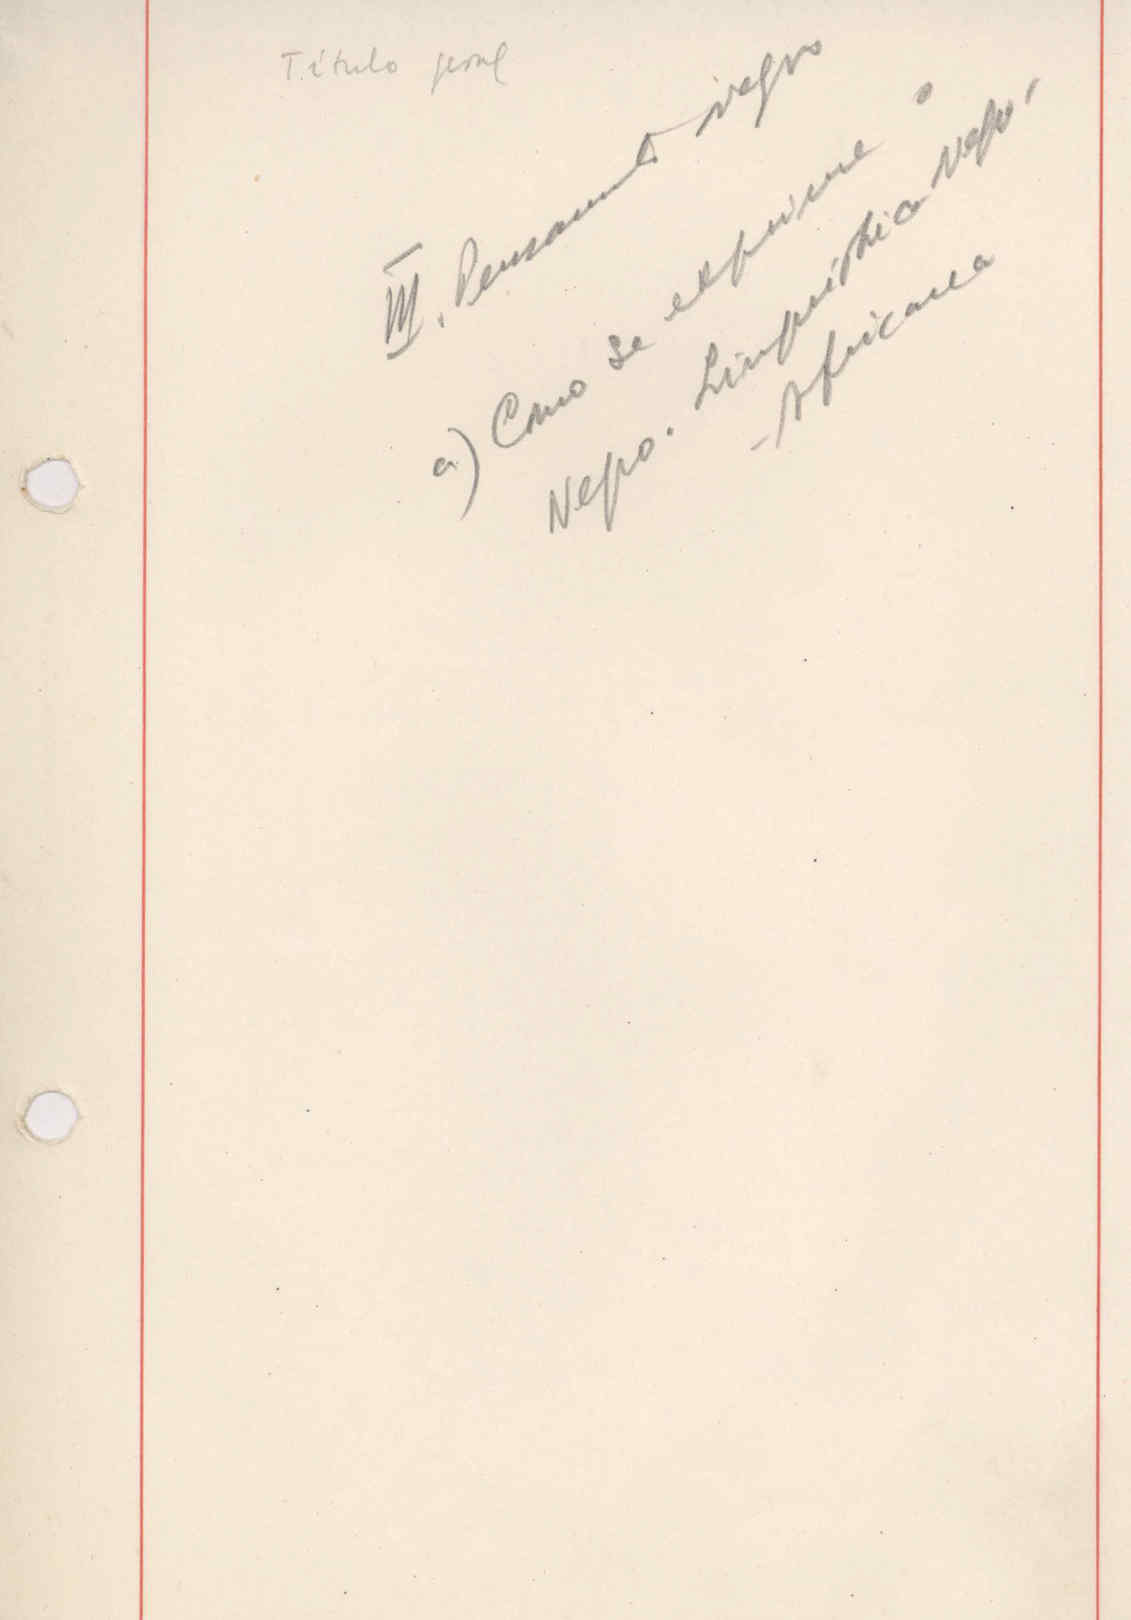 Título geral
III. Pensamento negro
a) Como se exprime o
Negro. Linguística Negro-
-Africana